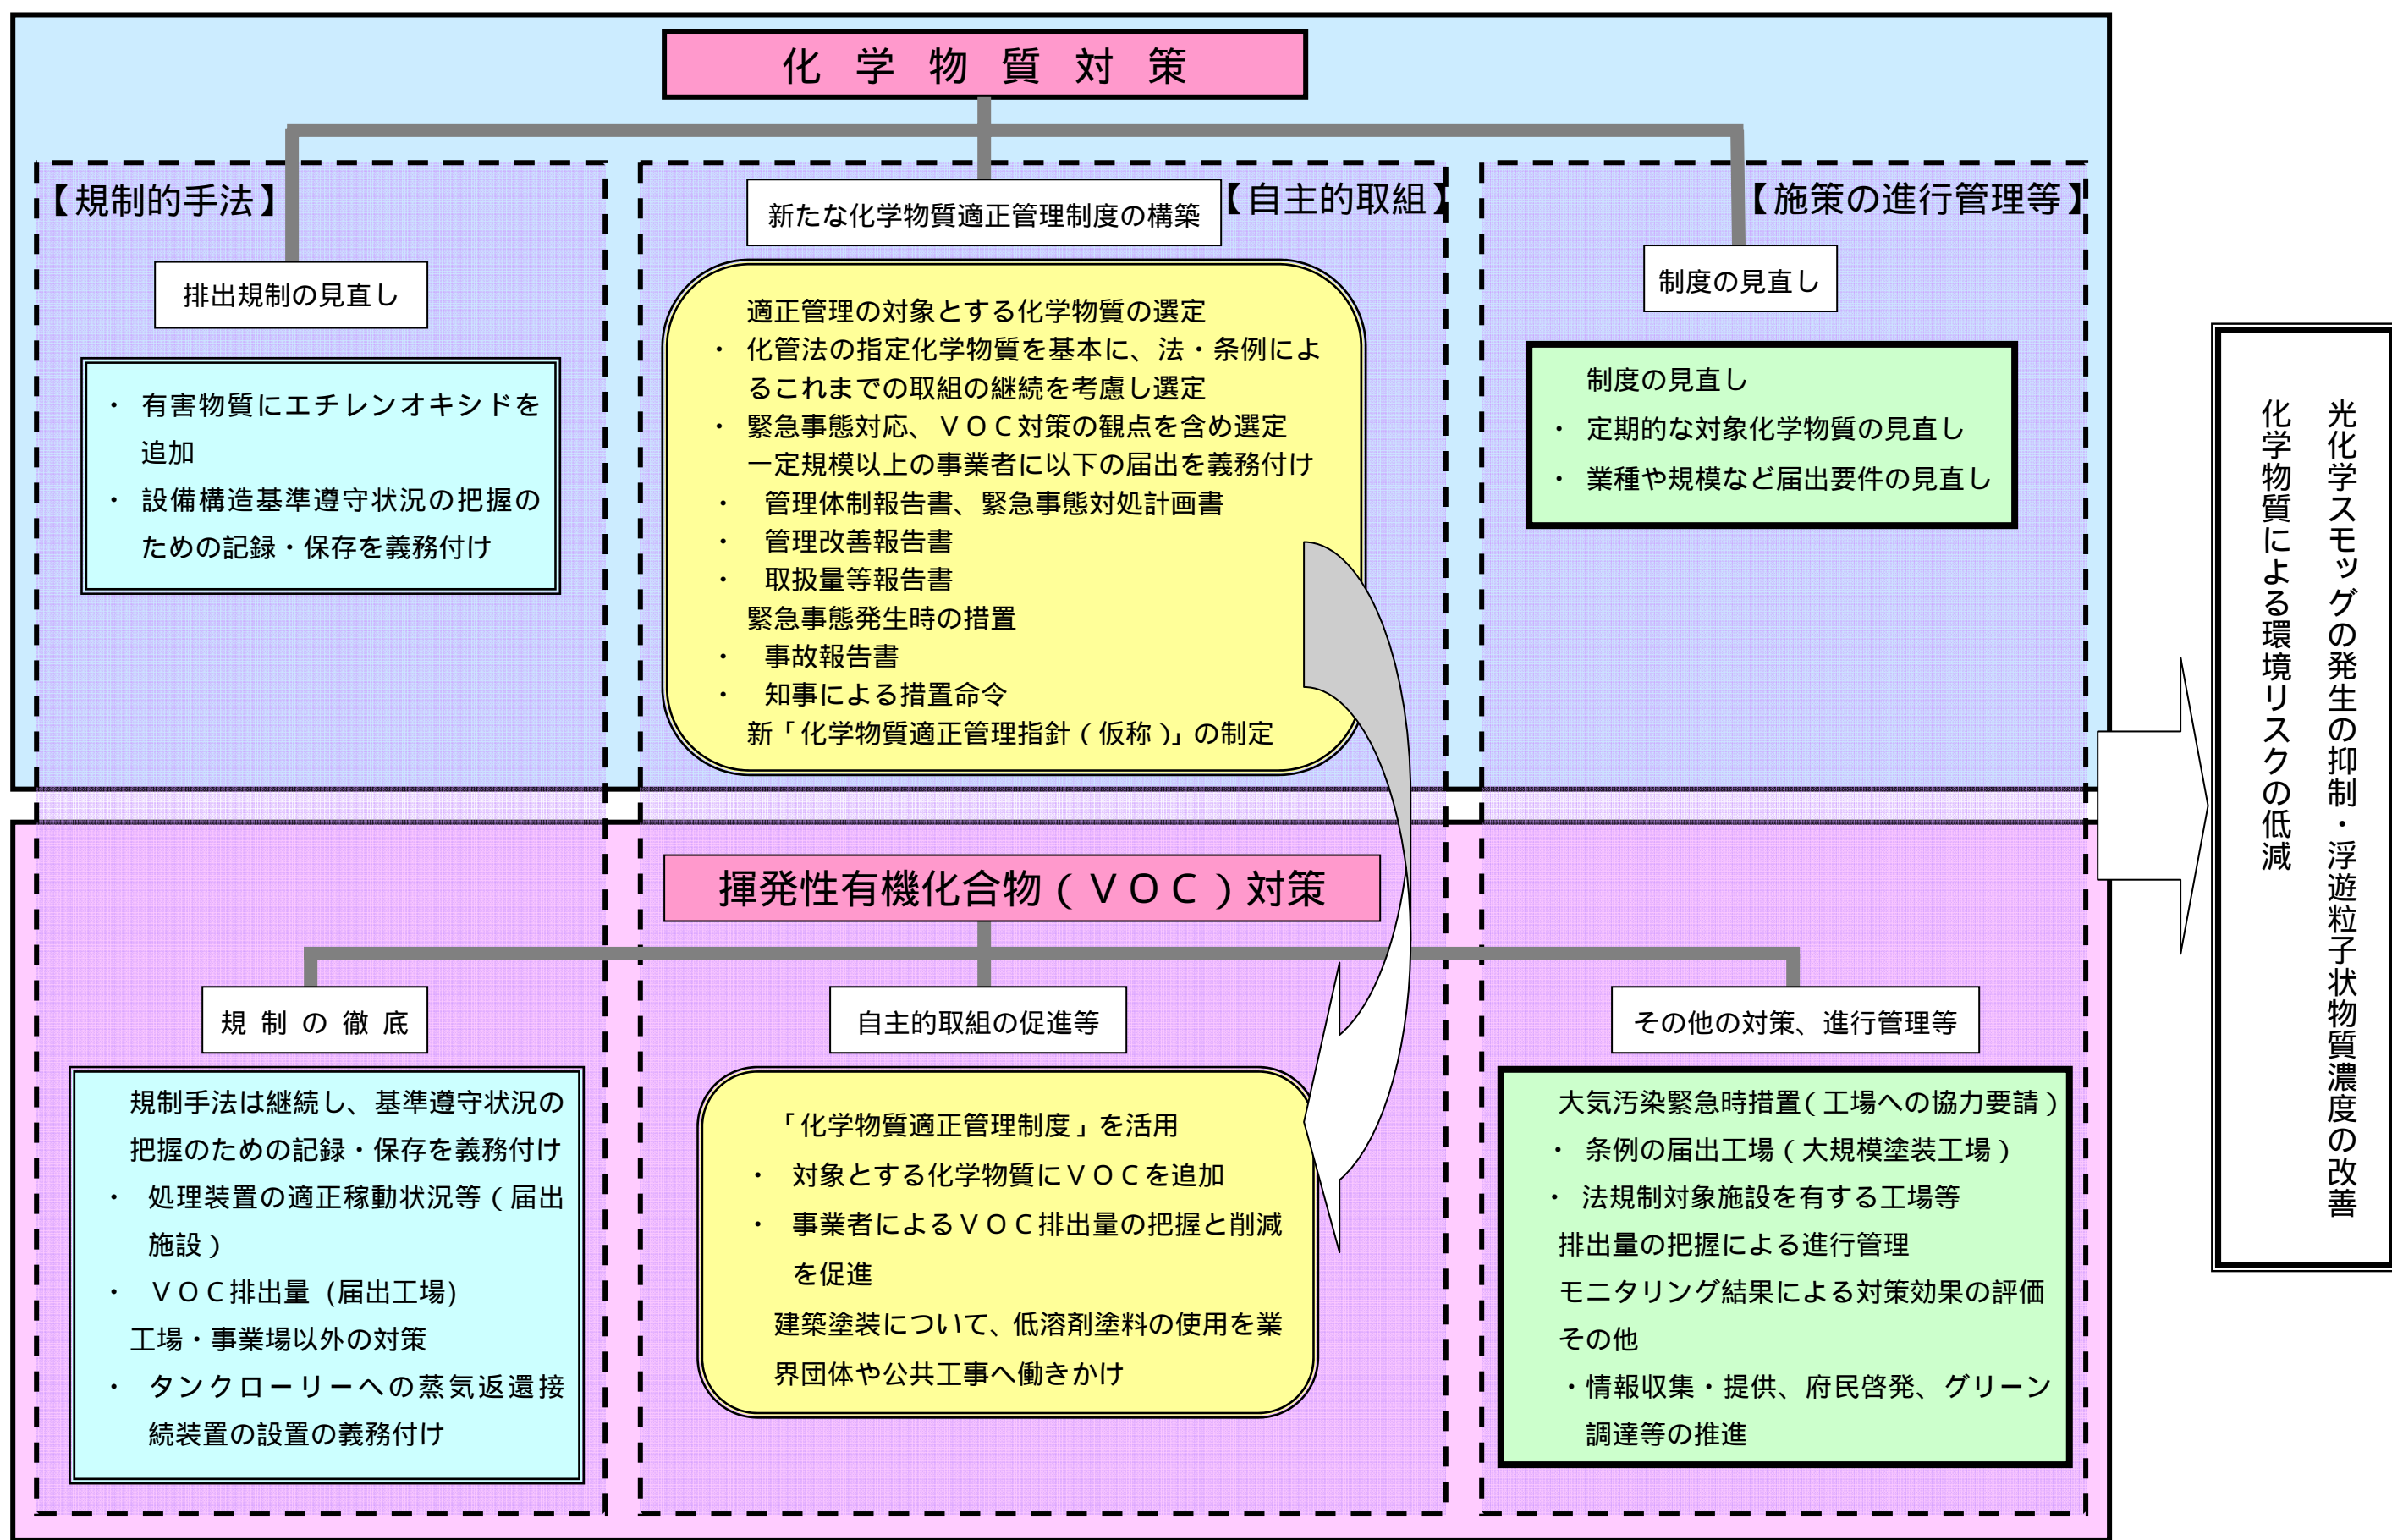 化学物質対策
【規制的手法】
排出規制の見直し
・ 有害物質にエチレンオキシドを
追加
・ 設備構造基準遵守状況の把握の
ための記録・保存を義務付け
【自主的取組】
新たな化学物質適正管理制度の構築
適正管理の対象とする化学物質の選定
・ 化管法の指定化学物質を基本に、法・条例によ
るこれまでの取組の継続を考慮し選定
・ 緊急事態対応、ＶＯＣ対策の観点を含め選定
一定規模以上の事業者に以下の届出を義務付け
・ 管理体制報告書、緊急事態対処計画書
・ 管理改善報告書
・ 取扱量等報告書
緊急事態発生時の措置
・ 事故報告書
・ 知事による措置命令
新「化学物質適正管理指針（仮称）」の制定
【施策の進行管理等】
制度の見直し
制度の見直し
・ 定期的な対象化学物質の見直し
・ 業種や規模など届出要件の見直し
揮発性有機化合物（ＶＯＣ）対策
規制の徹底
規制手法は継続し、基準遵守状況の
把握のための記録・保存を義務付け
・ 処理装置の適正稼動状況等（届出
施設）
・ ＶＯＣ排出量 (届出工場)
工場・事業場以外の対策
・ タンクローリーへの蒸気返還接
続装置の設置の義務付け
自主的取組の促進等
「化学物質適正管理制度」を活用
・ 対象とする化学物質にＶＯＣを追加
・ 事業者によるＶＯＣ排出量の把握と削減
を促進
建築塗装について、低溶剤塗料の使用を業
界団体や公共工事へ働きかけ
その他の対策、進行管理等
大気汚染緊急時措置（工場への協力要請）
・ 条例の届出工場（大規模塗装工場）
・ 法規制対象施設を有する工場等
排出量の把握による進行管理
モニタリング結果による対策効果の評価
その他
・情報収集・提供、府民啓発、グリーン
調達等の推進
光化学スモッグの発生の抑制・浮遊粒子状物質濃度の改善
化学物質による環境リスクの低減